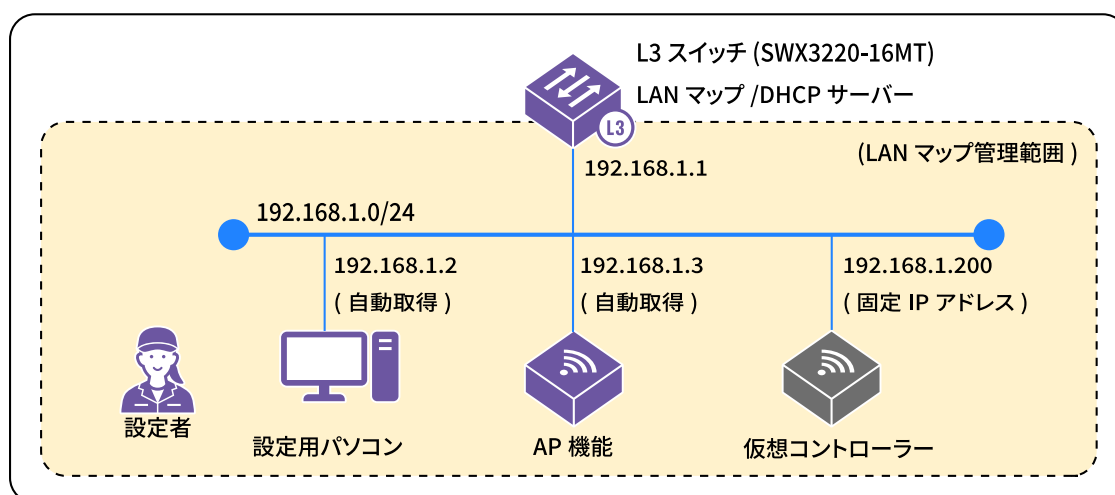 L3 スイッチ (SWX3220-16MT)
LAN マップ /DHCP サーバー
L3
(LAN マップ管理範囲 )
192.168.1.1
192.168.1.0/24
192.168.1.2
( 自動取得 )
192.168.1.3
( 自動取得 )
192.168.1.200
( 固定 IP アドレス )
設定者
設定用パソコン
AP 機能
仮想コントローラー